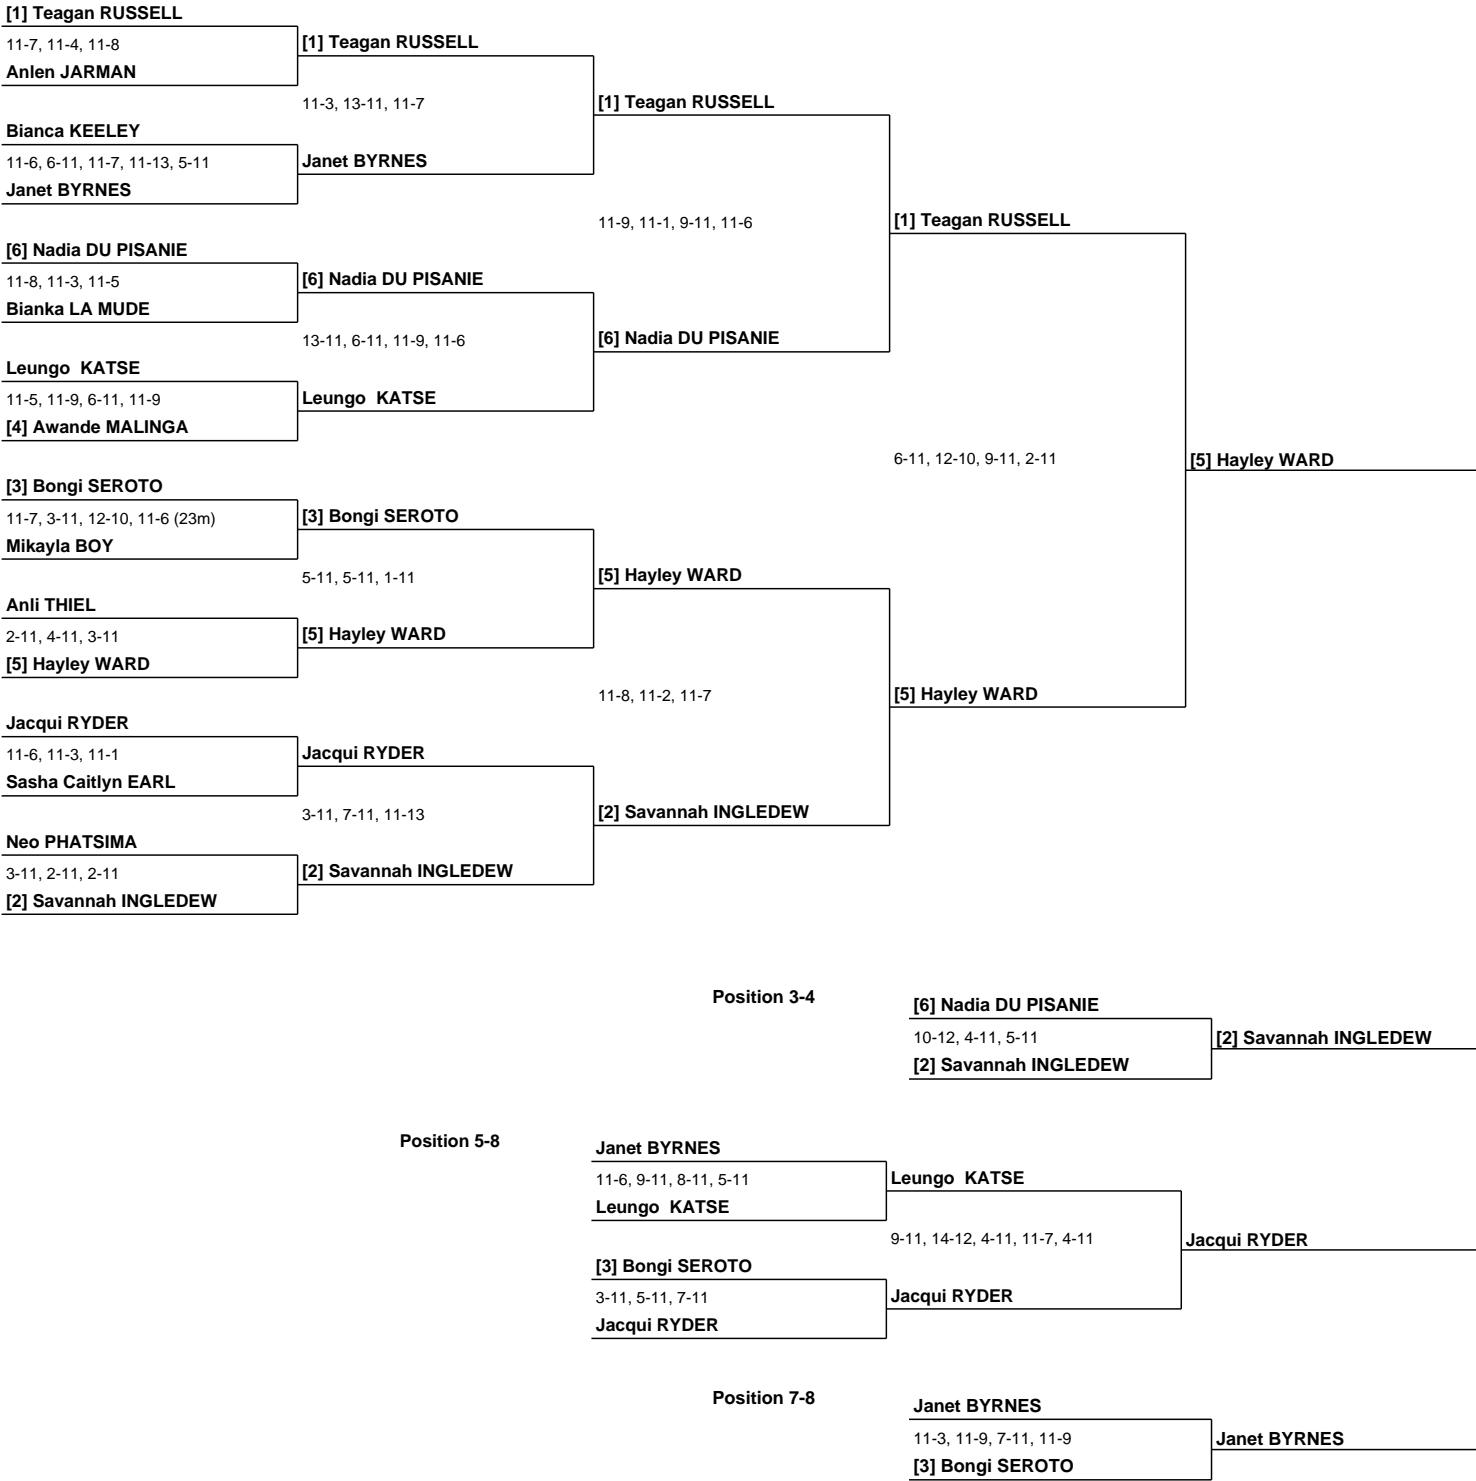 [1] Teagan RUSSELL
11-7, 11-4, 11-8
[1] Teagan RUSSELL
Anlen JARMAN
11-3, 13-11, 11-7
[1] Teagan RUSSELL
Bianca KEELEY
11-6, 6-11, 11-7, 11-13, 5-11
Janet BYRNES
Janet BYRNES
11-9, 11-1, 9-11, 11-6
[1] Teagan RUSSELL
[6] Nadia DU PISANIE
11-8, 11-3, 11-5
[6] Nadia DU PISANIE
Bianka LA MUDE
13-11, 6-11, 11-9, 11-6
[6] Nadia DU PISANIE
Leungo  KATSE
11-5, 11-9, 6-11, 11-9
Leungo  KATSE
[4] Awande MALINGA
6-11, 12-10, 9-11, 2-11
[5] Hayley WARD
[3] Bongi SEROTO
11-7, 3-11, 12-10, 11-6 (23m)
[3] Bongi SEROTO
Mikayla BOY
5-11, 5-11, 1-11
[5] Hayley WARD
Anli THIEL
2-11, 4-11, 3-11
[5] Hayley WARD
[5] Hayley WARD
11-8, 11-2, 11-7
[5] Hayley WARD
Jacqui RYDER
11-6, 11-3, 11-1
Jacqui RYDER
Sasha Caitlyn EARL
3-11, 7-11, 11-13
[2] Savannah INGLEDEW
Neo PHATSIMA
3-11, 2-11, 2-11
[2] Savannah INGLEDEW
[2] Savannah INGLEDEW
Position 3-4
[6] Nadia DU PISANIE
10-12, 4-11, 5-11
[2] Savannah INGLEDEW
[2] Savannah INGLEDEW
Position 5-8
Janet BYRNES
11-6, 9-11, 8-11, 5-11
Leungo  KATSE
Leungo  KATSE
9-11, 14-12, 4-11, 11-7, 4-11
Jacqui RYDER
[3] Bongi SEROTO
3-11, 5-11, 7-11
Jacqui RYDER
Jacqui RYDER
Position 7-8
Janet BYRNES
11-3, 11-9, 7-11, 11-9
Janet BYRNES
[3] Bongi SEROTO